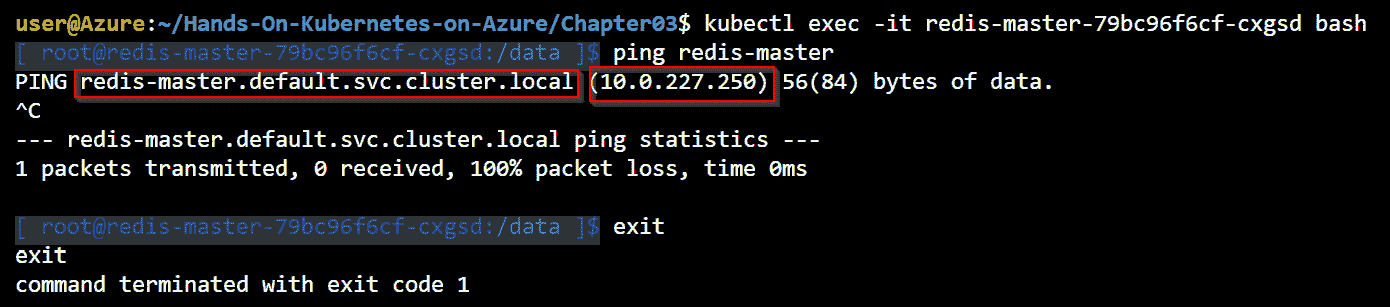 user@Azure:~/Hands-On-Kubernetes-on-Azure/Chapter03$ kubectl exec -it redis-master-79bc96f6cf-cxgsd bash
[ root@redis-master-79bc96f6cf-cxgsd:/data ]$ ping redis-master
PING redis-master.default.svc.cluster.local (10.0.227.250) 56(84) bytes of data.
^C
--- redis-master.default.svc.cluster.local ping statistics ---
1 packets transmitted, 0 received, 100% packet loss, time 0ms
[ root@redis-master-79bc96f6cf-cxgsd:/data ]$ exit
exit
command terminated with exit code 1